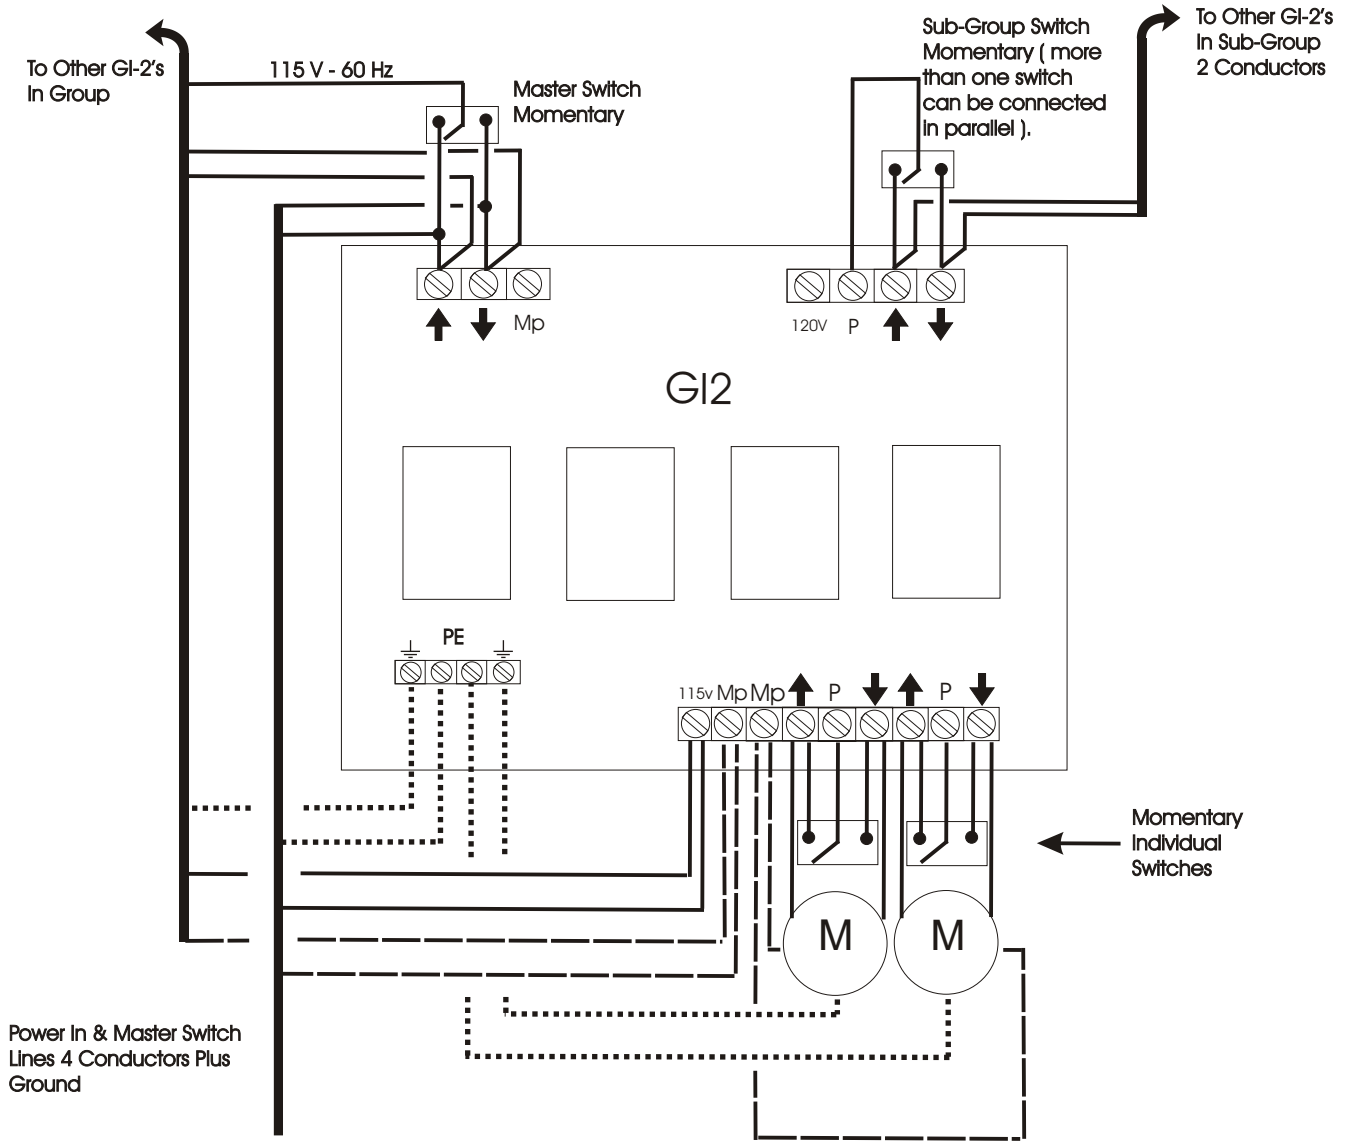 To Other GI-2's
In Group
115 V - 60 Hz
Master Switch
Momentary
Sub-Group Switch
Momentary ( more
than one switch
can be connected
in parallel ).
To Other GI-2's
In Sub-Group
2 Conductors
Mp
120V P
GI2
PE
115v Mp Mp P P
Momentary
Individual
Switches
M M
Power In & Master Switch
Lines 4 Conductors Plus
Ground